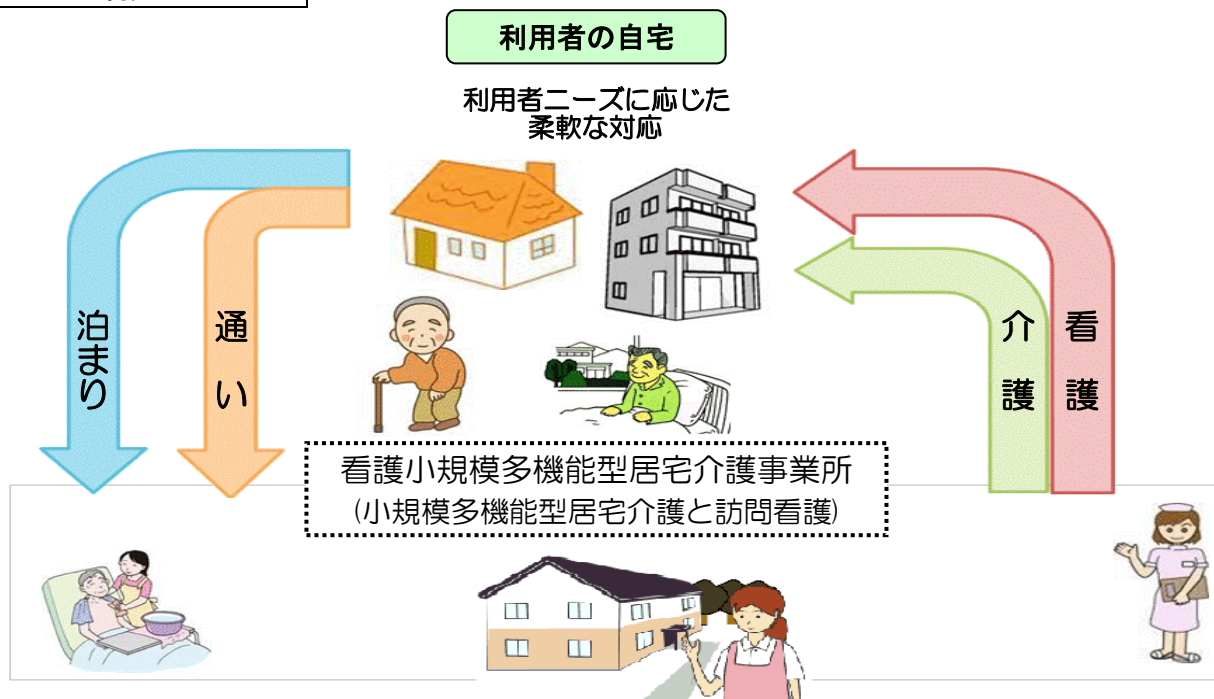 利用者の自宅
利用者ニーズに応じた
柔軟な対応
泊まり
通い
介護
看護
看護小規模多機能型居宅介護事業所
(小規模多機能型居宅介護と訪問看護)